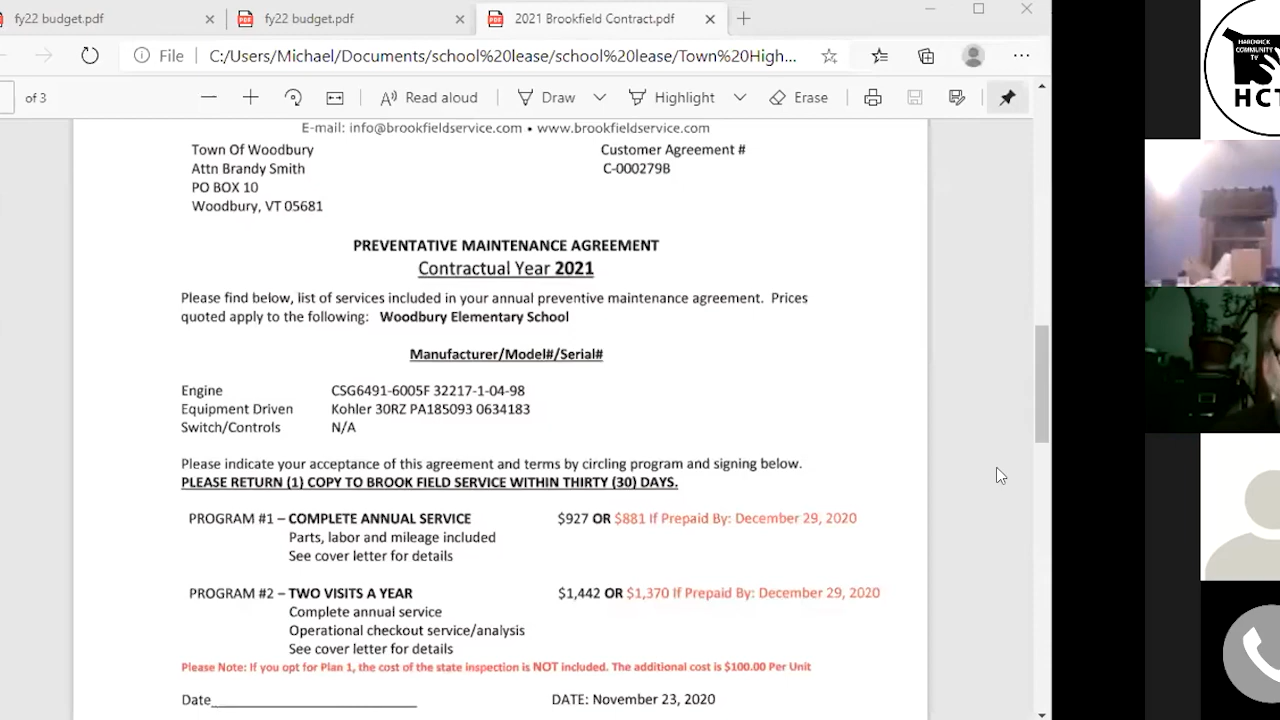 fy22 budget.pdf
fy22 budget.pdf
2021 Brookfield Contract.pdf
File
C:/Users/Michael/Documents/school%20lease/school%20lease/Town%20High...
of 3
Read aloud
Draw
Highlight
Erase
HARDWICK
COMMUNITY
TV
HCT
E-mail: info@brookfieldservice.com • www.brookfieldservice.com
Town Of Woodbury
Customer Agreement #
Attn Brandy Smith
C-000279B
PO BOX 10
Woodbury, VT 05681
PREVENTATIVE MAINTENANCE AGREEMENT
Contractual Year 2021
Please find below, list of services included in your annual preventive maintenance agreement. Prices
quoted apply to the following: Woodbury Elementary School
Manufacturer/Model#/Serial#
Engine CSG6491-6005F 32217-1-04-98
Equipment Driven Kohler 30RZ PA185093 0634183
Switch/Controls N/A
Please indicate your acceptance of this agreement and terms by circling program and signing below.
PLEASE RETURN (1) COPY TO BROOK FIELD SERVICE WITHIN THIRTY (30) DAYS.
PROGRAM #1 – COMPLETE ANNUAL SERVICE $927 OR $881 If Prepaid By: December 29, 2020
Parts, labor and mileage included
See cover letter for details
PROGRAM #2 – TWO VISITS A YEAR $1,442 OR $1,370 If Prepaid By: December 29, 2020
Complete annual service
Operational checkout service/analysis
See cover letter for details
Please Note: If you opt for Plan 1, the cost of the state inspection is NOT included. The additional cost is $100.00 Per Unit
Date DATE: November 23, 2020